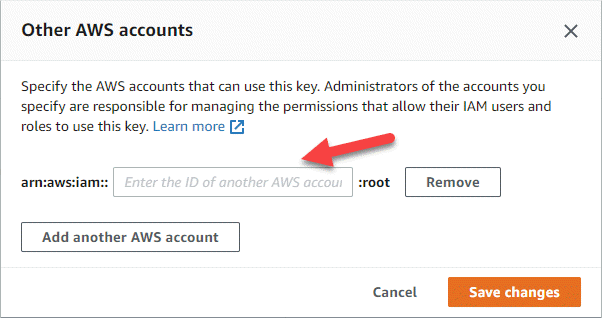 Other AWS accounts
Specify the AWS accounts that can use this key. Administrators of the accounts you
specify are responsible for managing the permissions that allow their IAM users and
roles to use this key. Learn more
arn:aws:iam:: Enter the ID of another AWS accoun :root Remove
Add another AWS account
Cancel Save changes